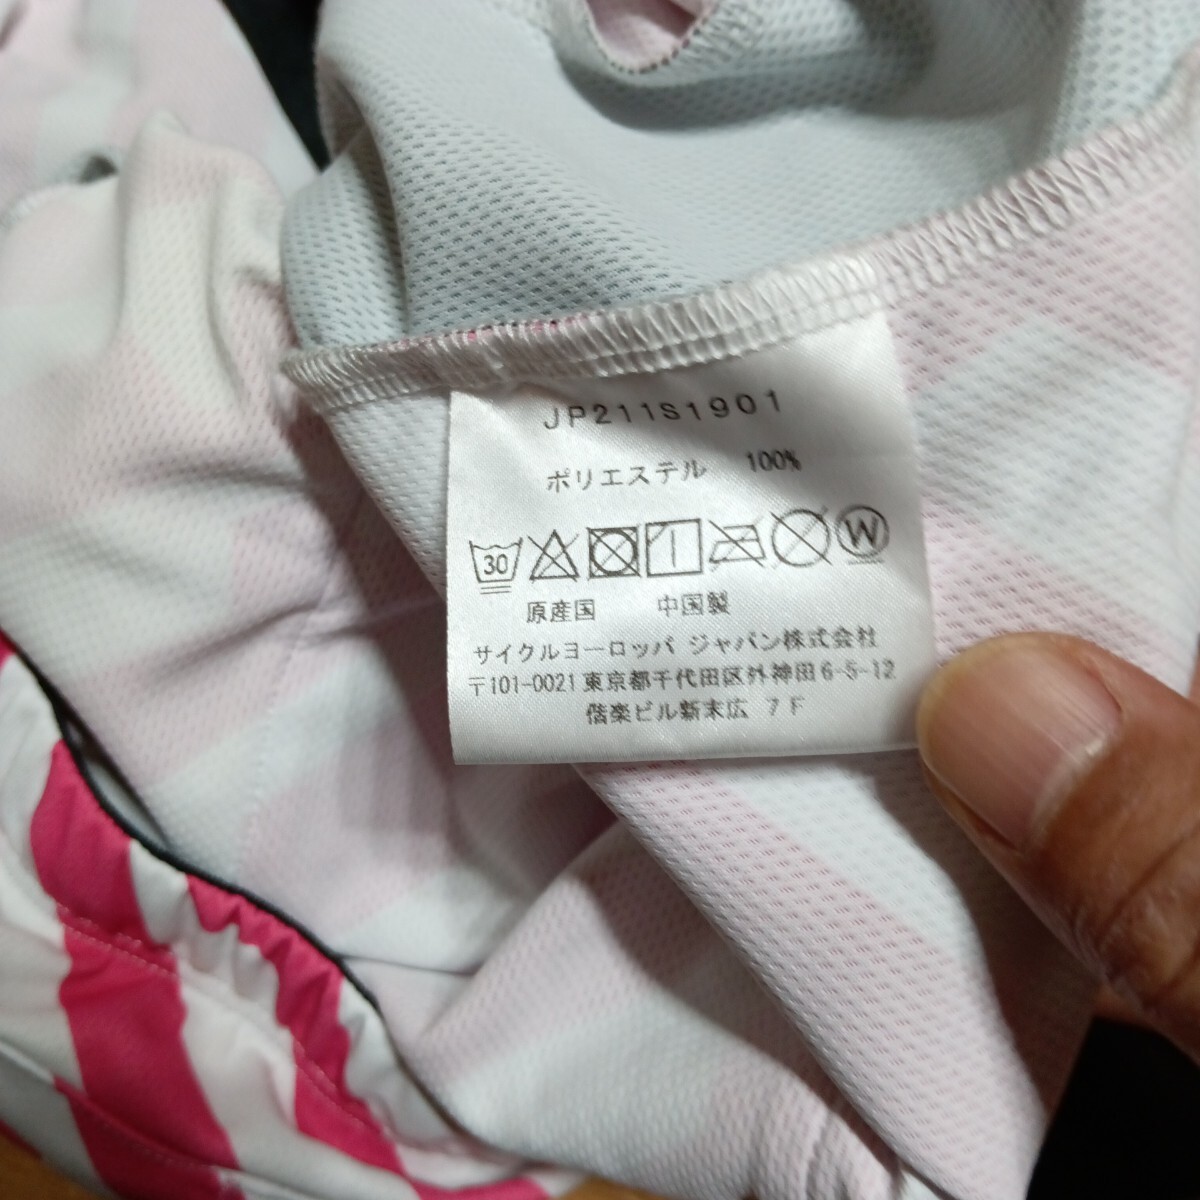 JP211S1901
ポリエステル 100%
30 W
原産国 中国製
サイクルヨーロッパ ジャパン株式会社
〒101-0021 東京都千代田区外神田6-5-12
偕楽ビル新末広 7F